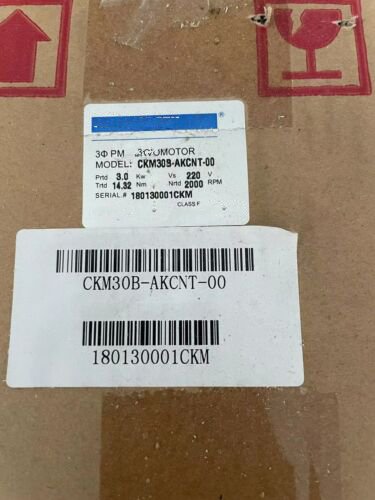 ®
3Φ PM SERVOMOTOR
MODEL: CKM30B-AKCNT-00
Prtd 3.0 Kw Vs 220 V
Trtd 14.32 Nm Nrtd 2000 RPM
SERIAL# 180130001CKM
CLASS F
CKM30B-AKCNT-00
180130001CKM